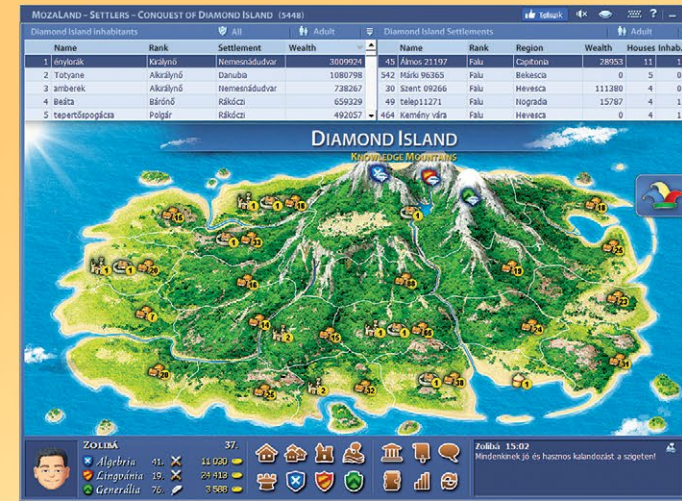 MOZALAND – SETTLERS – CONQUEST OF DIAMOND ISLAND (5448) Tetszik ?
Diamond Island inhabitants All Adult Diamond Island Settlements Adult
Name Rank Settlement Wealth Name Rank Region Wealth Houses Inhab.
1 énylorák Királynő Nemesnádudvar 3009924 45 Álmos 21197 Falu Capitonia 28953 11
2 Totyane Alkirálynő Danuba 1080798 542 Márki 96365 Falu Bekesca 0 5
3 amberek Alkirálynő Nemesnádudvar 738267 30 Szent 09266 Falu Hevesca 111380 4
4 Beáta Bárónő Rákóczi 659329 49 telep11271 Falu Nogradia 15787 4
5 tepertőspogácsa Polgár Rákóczi 492057 464 Kemény vára Falu Hevesca 0 4
DIAMOND ISLAND
KNOWLEDGE MOUNTAINS
ZOLIBÁ 37.
Algebria 41. 11 020
Lingvánia 19. 24 413
Generália 76. 3 588
Zolibá 15:02
Mindenkinek jó és hasznos kalandozást a szigeten!